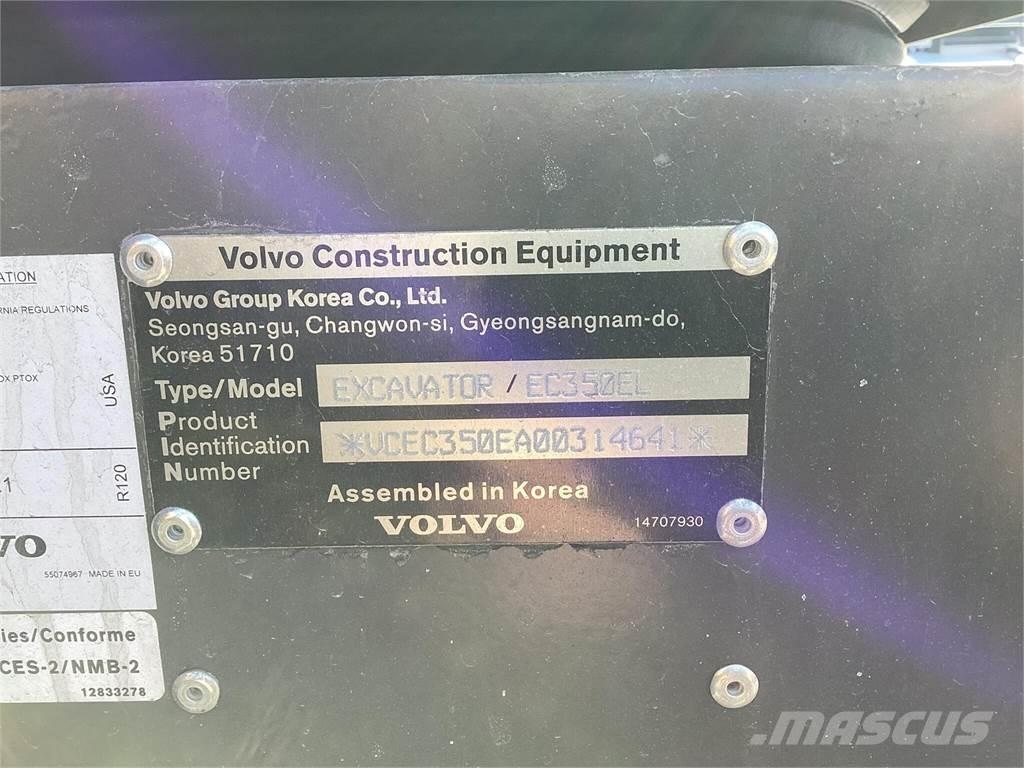 Volvo Construction Equipment
Volvo Group Korea Co., Ltd.
Seongsan-gu, Changwon-si, Gyeongsangnam-do,
Korea 51710
Type/Model EXCAVATOR / EC350EL
Product
Identification *VCEC350EA00314641*
Number
Assembled in Korea
VOLVO 14707930
ATION
RNIA REGULATIONS
OX PTOX
USA
R120
.1
VO
55074967 MADE IN EU
ies/Conforme
CES-2/NMB-2
12833278
MASCUS